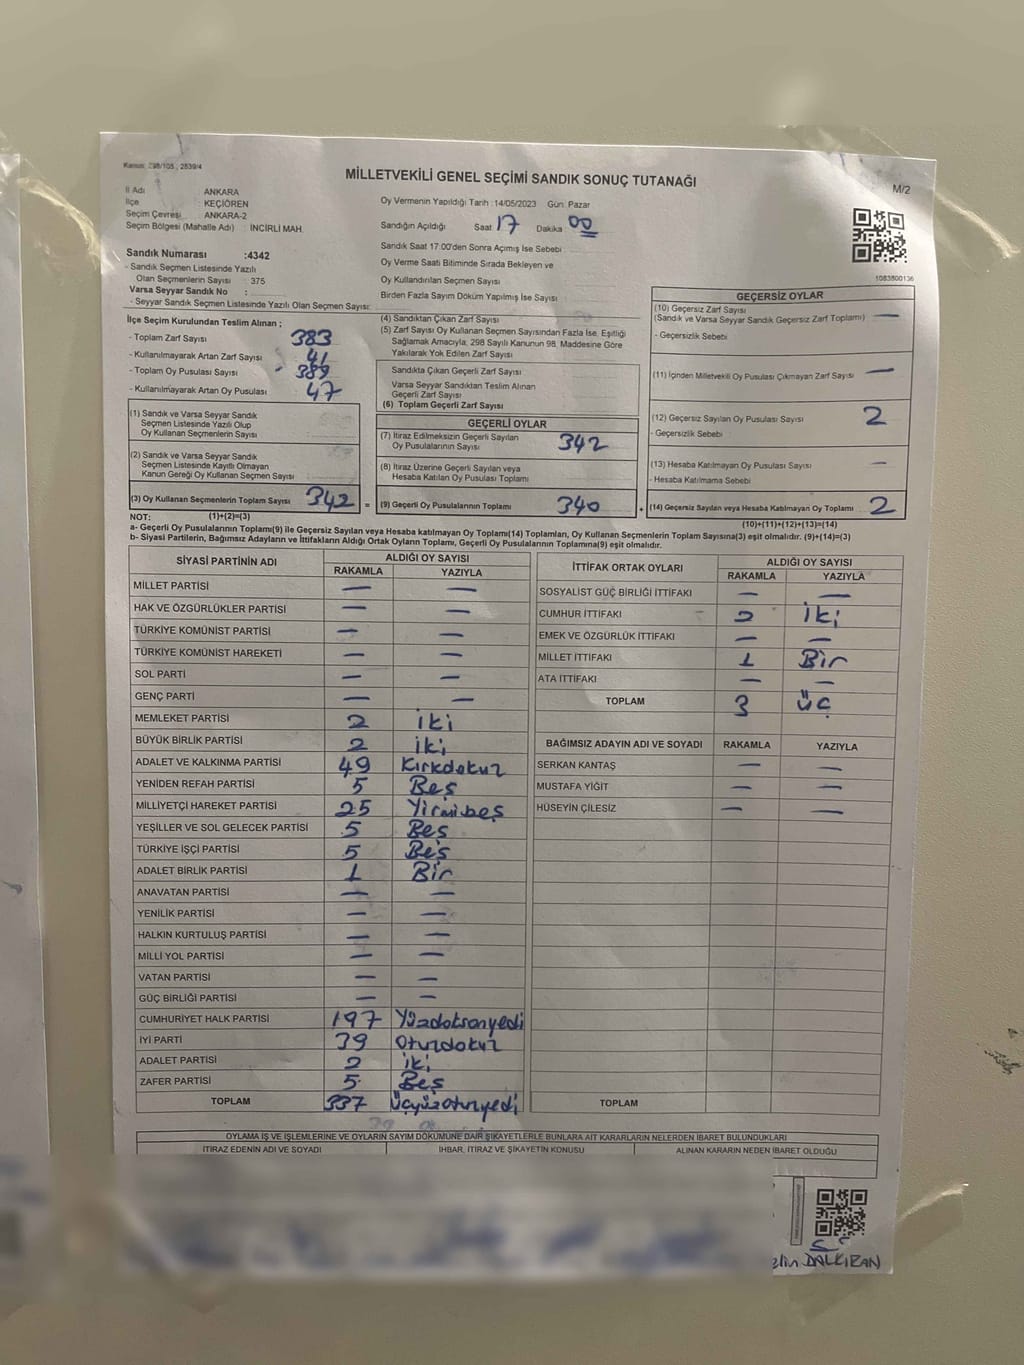 Kanun: 298/105 , 2839/4
MİLLETVEKİLİ GENEL SEÇİMİ SANDIK SONUÇ TUTANAĞI
M/2
İl Adı : ANKARA
İlçe : KEÇİÖREN
Seçim Çevresi : ANKARA-2
Seçim Bölgesi (Mahalle Adı) : İNCİRLİ MAH.
Oy Vermenin Yapıldığı Tarih :14/05/2023 Gün :Pazar
Sandığın Açıldığı Saat 17 Dakika 00
Sandık Saat 17:00'den Sonra Açımış İse Sebebi
Oy Verme Saati Bitiminde Sırada Bekleyen ve
Oy Kullandırılan Seçmen Sayısı
Birden Fazla Sayım Döküm Yapılmış İse Sayısı
1083800136
Sandık Numarası :4342
- Sandık Seçmen Listesinde Yazılı
Olan Seçmenlerin Sayısı : 375
Varsa Seyyar Sandık No :
- Seyyar Sandık Seçmen Listesinde Yazılı Olan Seçmen Sayısı:
İlçe Seçim Kurulundan Teslim Alınan ;
- Toplam Zarf Sayısı 383
- Kullanılmayarak Artan Zarf Sayısı 41
- Toplam Oy Pusulası Sayısı 389
- Kullanılmayarak Artan Oy Pusulası 47
(1) Sandık ve Varsa Seyyar Sandık
Seçmen Listesinde Yazılı Olup
Oy Kullanan Seçmenlerin Sayısı
(2) Sandık ve Varsa Seyyar Sandık
Seçmen Listesinde Kayıtlı Olmayan
Kanun Gereği Oy Kullanan Seçmen Sayısı
(3) Oy Kullanan Seçmenlerin Toplam Sayısı 342 =
(1)+(2)=(3)
(4) Sandıktan Çıkan Zarf Sayısı
(5) Zarf Sayısı Oy Kullanan Seçmen Sayısından Fazla İse, Eşitliği
Sağlamak Amacıyla, 298 Sayılı Kanunun 98. Maddesine Göre
Yakılarak Yok Edilen Zarf Sayısı
Sandıkta Çıkan Geçerli Zarf Sayısı
Varsa Seyyar Sandıktan Teslim Alınan
Geçerli Zarf Sayısı
(6) Toplam Geçerli Zarf Sayısı
GEÇERLİ OYLAR
(7) İtiraz Edilmeksizin Geçerli Sayılan
Oy Pusulalarının Sayısı 342
(8) İtiraz Üzerine Geçerli Sayılan veya
Hesaba Katılan Oy Pusulası Toplamı
(9) Geçerli Oy Pusulalarının Toplamı 340 +
GEÇERSİZ OYLAR
(10) Geçersiz Zarf Sayısı
(Sandık ve Varsa Seyyar Sandık Geçersiz Zarf Toplamı) —
- Geçersizlik Sebebi
(11) İçinden Milletvekili Oy Pusulası Çıkmayan Zarf Sayısı —
(12) Geçersiz Sayılan Oy Pusulası Sayısı 2
- Geçersizlik Sebebi
(13) Hesaba Katılmayan Oy Pusulası Sayısı —
- Hesaba Katılmama Sebebi
(14) Geçersiz Sayılan veya Hesaba Katılmayan Oy Toplamı 2
(10)+(11)+(12)+(13)=(14)
NOT:
a- Geçerli Oy Pusulalarının Toplamı(9) ile Geçersiz Sayılan veya Hesaba katılmayan Oy Toplamı(14) Toplamları, Oy Kullanan Seçmenlerin Toplam Sayısına(3) eşit olmalıdır. (9)+(14)=(3)
b- Siyasi Partilerin, Bağımsız Adayların ve İttifakların Aldığı Ortak Oyların Toplamı, Geçerli Oy Pusulalarının Toplamına(9) eşit olmalıdır.
SİYASİ PARTİNİN ADI ALDIĞI OY SAYISI
RAKAMLA YAZIYLA
MİLLET PARTİSİ — —
HAK VE ÖZGÜRLÜKLER PARTİSİ — —
TÜRKİYE KOMÜNİST PARTİSİ — —
TÜRKİYE KOMÜNİST HAREKETİ — —
SOL PARTİ — —
GENÇ PARTİ — —
MEMLEKET PARTİSİ 2 iki
BÜYÜK BİRLİK PARTİSİ 2 iki
ADALET VE KALKINMA PARTİSİ 49 Kırkdokuz
YENİDEN REFAH PARTİSİ 5 Beş
MİLLİYETÇİ HAREKET PARTİSİ 25 Yirmibeş
YEŞİLLER VE SOL GELECEK PARTİSİ 5 Beş
TÜRKİYE İŞÇİ PARTİSİ 5 Beş
ADALET BİRLİK PARTİSİ 1 Bir
ANAVATAN PARTİSİ — —
YENİLİK PARTİSİ — —
HALKIN KURTULUŞ PARTİSİ — —
MİLLİ YOL PARTİSİ — —
VATAN PARTİSİ — —
GÜÇ BİRLİĞİ PARTİSİ — —
CUMHURİYET HALK PARTİSİ 197 Yüzdoksanyedi
İYİ PARTİ 39 Otuzdokuz
ADALET PARTİSİ 2 iki
ZAFER PARTİSİ 5 Beş
TOPLAM 337 Üçyüzotuzyedi
İTTİFAK ORTAK OYLARI ALDIĞI OY SAYISI
RAKAMLA YAZIYLA
SOSYALİST GÜÇ BİRLİĞİ İTTİFAKI — —
CUMHUR İTTİFAKI 2 İki
EMEK VE ÖZGÜRLÜK İTTİFAKI — —
MİLLET İTTİFAKI 1 Bir
ATA İTTİFAKI — —
TOPLAM 3 üç
BAĞIMSIZ ADAYIN ADI VE SOYADI RAKAMLA YAZIYLA
SERKAN KANTAŞ — —
MUSTAFA YİĞİT — —
HÜSEYİN ÇİLESİZ — —
TOPLAM
OYLAMA İŞ VE İŞLEMLERİNE VE OYLARIN SAYIM DÖKÜMÜNE DAİR ŞİKAYETLERLE BUNLARA AİT KARARLARIN NELERDEN İBARET BULUNDUKLARI
İTİRAZ EDENİN ADI VE SOYADI İHBAR, İTİRAZ VE ŞİKAYETİN KONUSU ALINAN KARARIN NEDEN İBARET OLDUĞU
DALKIRAN